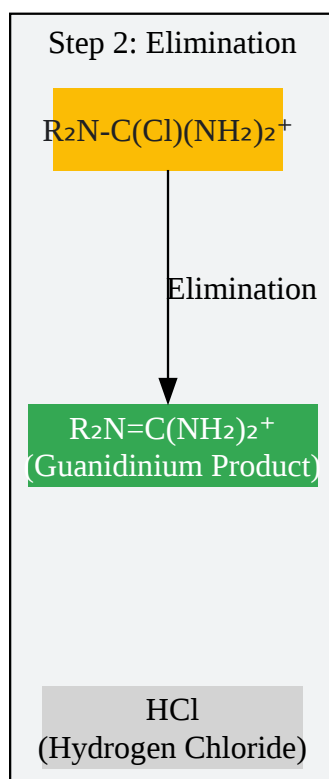 Step 2: Elimination
R₂N-C(Cl)(NH₂)₂⁺
Elimination
R₂N=C(NH₂)₂⁺
(Guanidinium Product)
HCl
(Hydrogen Chloride)